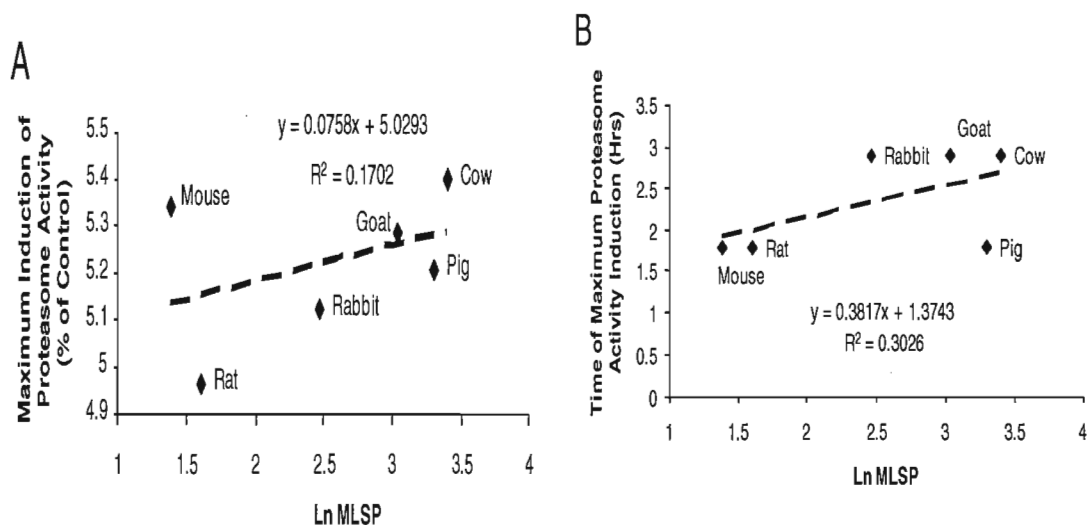 A
Maximum Induction of
Proteasome Activity
(% of Control)
5.5
5.4
5.3
5.2
5.1
5
4.9
y = 0.0758x + 5.0293
R² = 0.1702
Mouse
Cow
Goat
Pig
Rabbit
Rat
1
1.5
2
2.5
3
3.5
4
Ln MLSP
B
Time of Maximum Proteasome
Activity Induction (Hrs)
3.5
3
2.5
2
1.5
1
0.5
0
Goat
Rabbit
Cow
Rat
Mouse
Pig
y = 0.3817x + 1.3743
R² = 0.3026
1
1.5
2
2.5
3
3.5
4
Ln MLSP